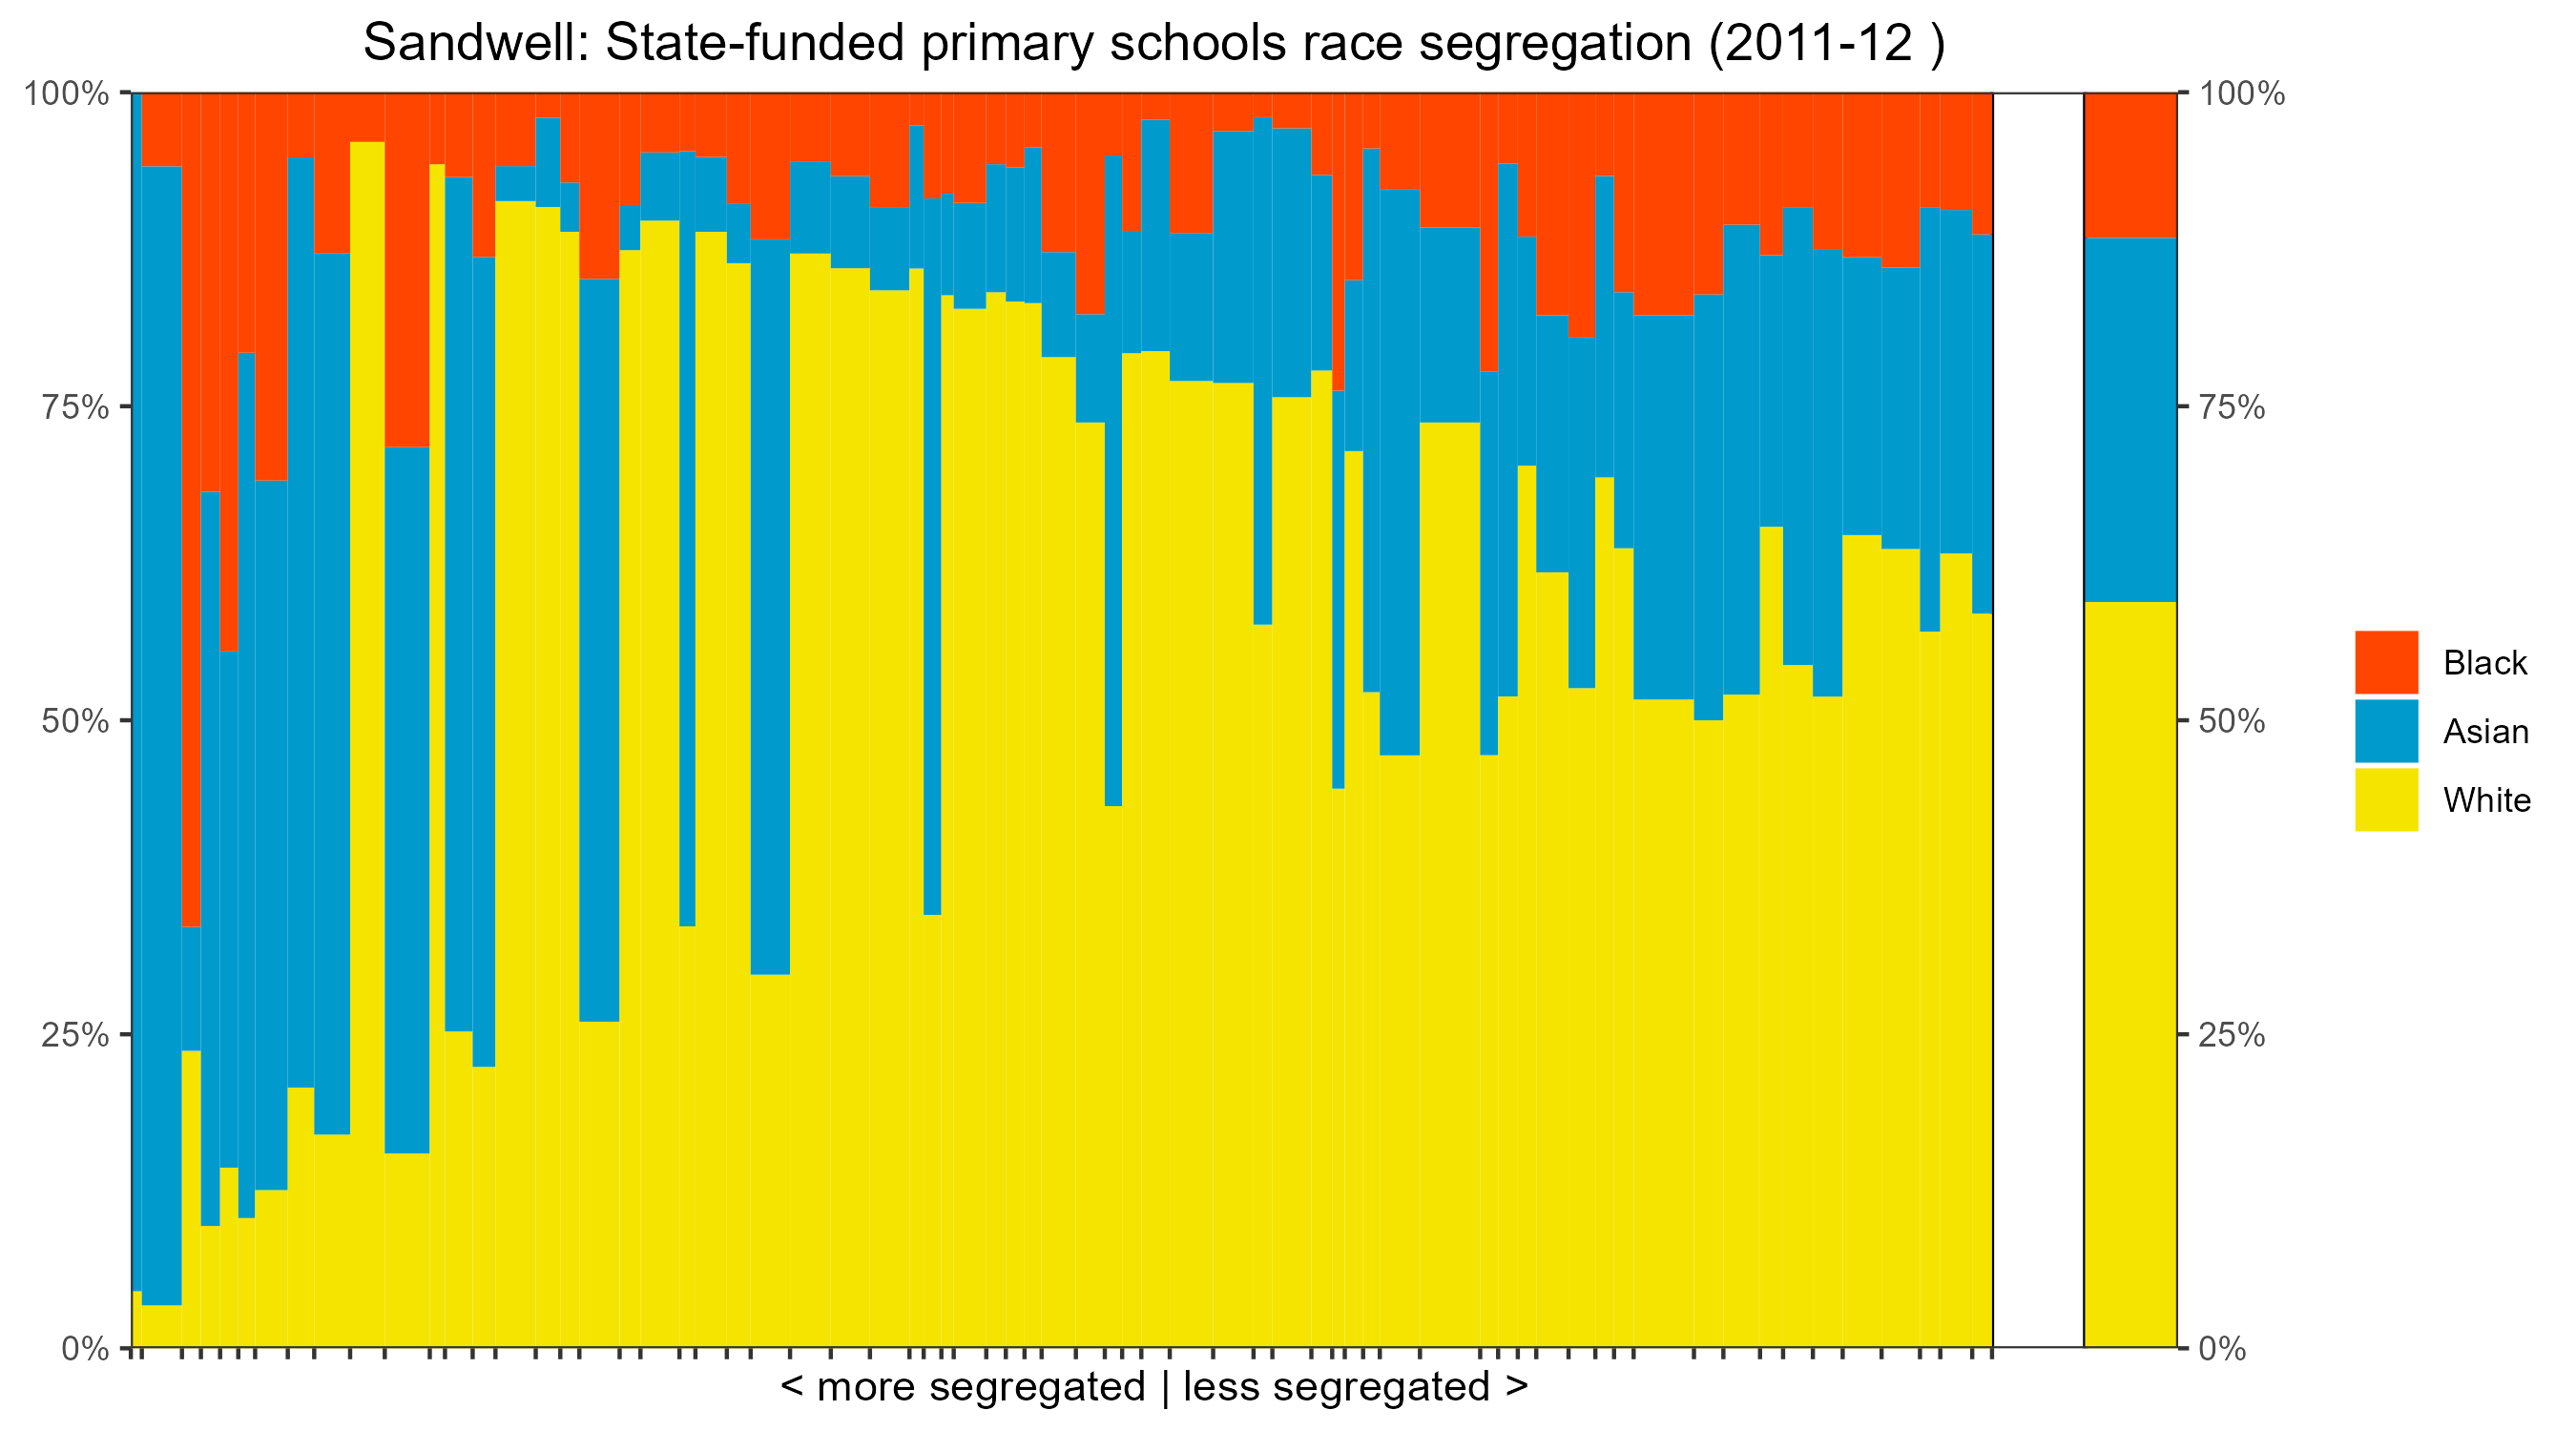 Sandwell: State-funded primary schools race segregation (2011-12 )
100%
75%
50%
25%
0%
100%
75%
50%
25%
0%
Black
Asian
White
< more segregated | less segregated >